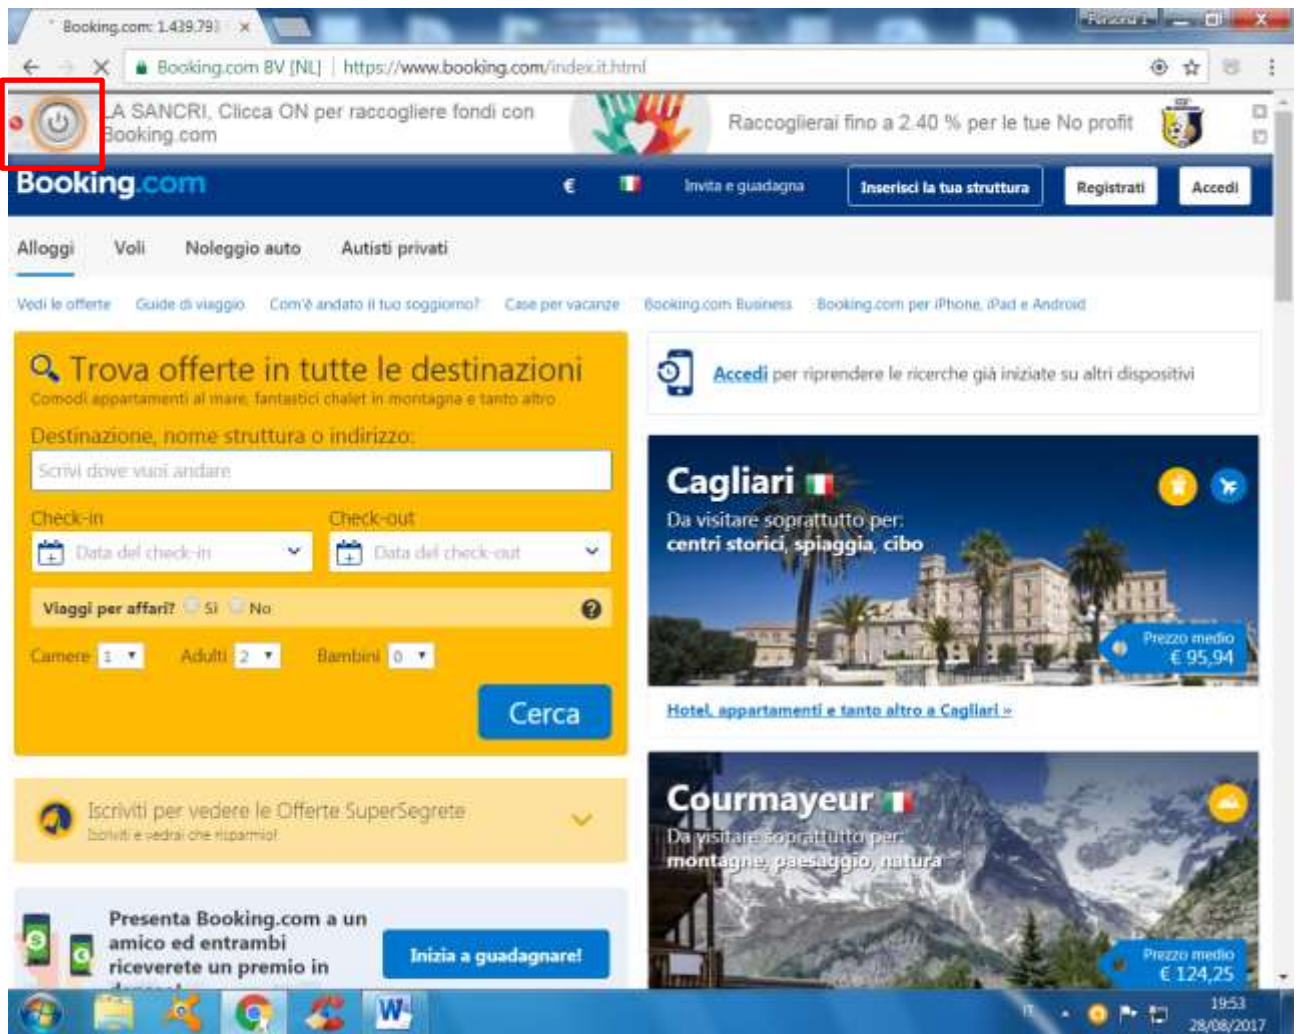 Booking.com: 1.439.793
Persona 1
Booking.com BV [NL] | https://www.booking.com/index.it.html
LA SANCRI, Clicca ON per raccogliere fondi con
Booking.com
Raccoglierai fino a 2.40 % per le tue No profit
Booking.com
€
Invita e guadagna
Inserisci la tua struttura
Registrati
Accedi
Alloggi Voli Noleggio auto Autisti privati
Vedi le offerte Guide di viaggio Com'è andato il tuo soggiorno? Case per vacanze Booking.com Business Booking.com per iPhone, iPad e Android
Trova offerte in tutte le destinazioni
Comodi appartamenti al mare, fantastici chalet in montagna e tanto altro
Destinazione, nome struttura o indirizzo:
Scrivi dove vuoi andare
Check-in Check-out
Data del check-in Data del check-out
Viaggi per affari? Sì No
Camere 1 Adulti 2 Bambini 0
Cerca
Iscriviti per vedere le Offerte SuperSegrete
Iscriviti e vedrai che risparmio!
Presenta Booking.com a un
amico ed entrambi
riceverete un premio in
Inizia a guadagnare!
Accedi per riprendere le ricerche già iniziate su altri dispositivi
Cagliari
Da visitare soprattutto per:
centri storici, spiaggia, cibo
Prezzo medio
€ 95,94
Hotel, appartamenti e tanto altro a Cagliari »
Courmayeur
Da visitare soprattutto per:
montagne, paesaggio, natura
Prezzo medio
€ 124,25
IT
19:53
28/08/2017